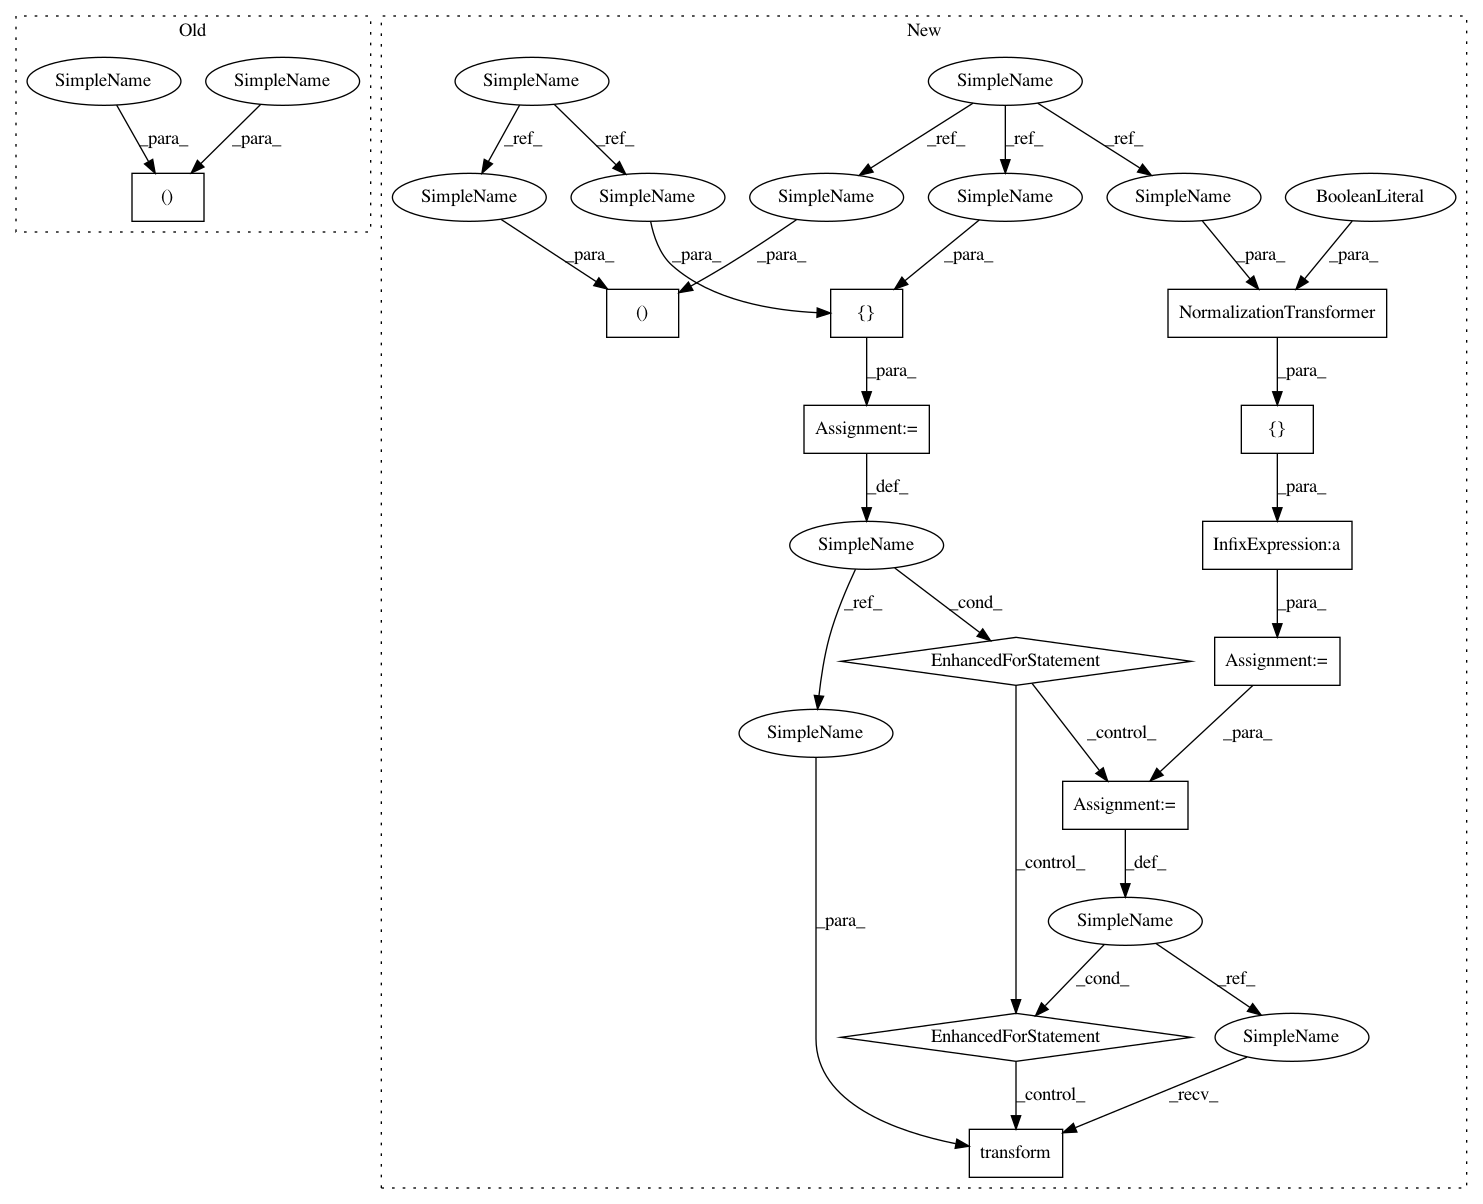 Old
New
SimpleName
SimpleName
SimpleName
SimpleName
_para_
_para_
_ref_
_ref_
_ref_
_ref_
_ref_
()
SimpleName
SimpleName
SimpleName
SimpleName
SimpleName
BooleanLiteral
_para_
_para_
_para_
_para_
_para_
_para_
()
{}
NormalizationTransformer
_para_
_para_
Assignment:=
{}
_def_
_para_
SimpleName
InfixExpression:a
_ref_
_cond_
_para_
EnhancedForStatement
Assignment:=
SimpleName
_control_
_para_
Assignment:=
_control_
_def_
_para_
SimpleName
_cond_
_ref_
EnhancedForStatement
SimpleName
_control_
_recv_
transform